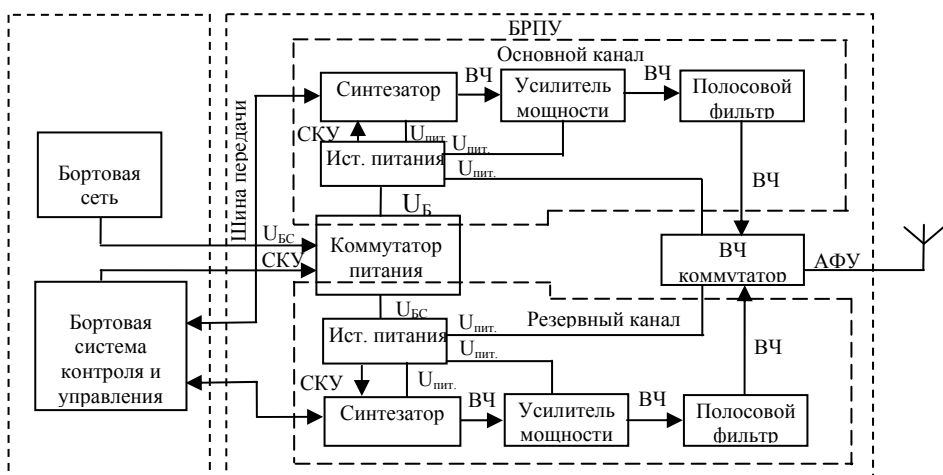 БРПУ
Основной канал
Синтезатор
ВЧ
Усилитель
мощности
ВЧ
Полосовой
фильтр
Шина передачи
СКУ
Uпит.
Uпит.
Ист. питания
Uпит.
ВЧ
Бортовая
сеть
UБ
UБС
СКУ
Коммутатор
питания
ВЧ
коммутатор
АФУ
Бортовая
система
контроля и
управления
UБС
Ист. питания
Uпит.
Резервный канал
Uпит.
ВЧ
СКУ
Uпит.
Синтезатор
ВЧ
Усилитель
мощности
ВЧ
Полосовой
фильтр